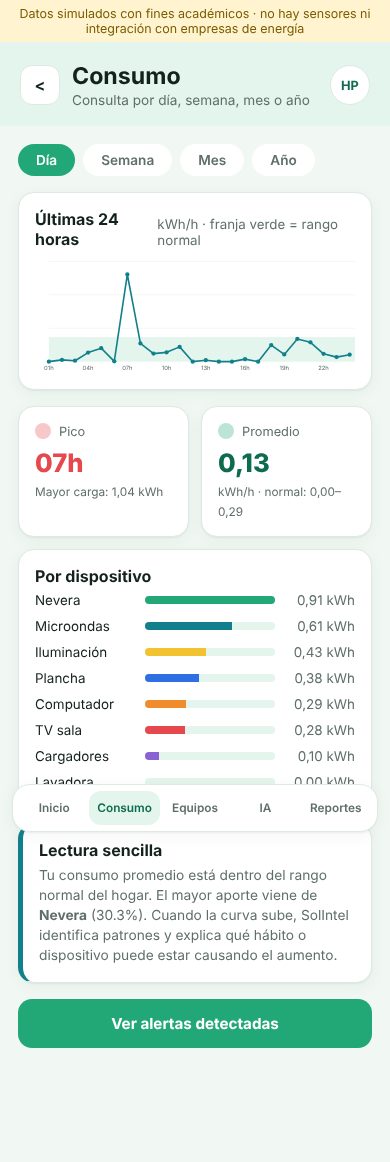 Datos simulados con fines académicos · no hay sensores ni
integración con empresas de energía
<
Consumo
Consulta por día, semana, mes o año
HP
Día
Semana
Mes
Año
Últimas 24
horas
kWh/h · franja verde = rango
normal
01h 04h 07h 10h 13h 16h 19h 22h
Pico
07h
Mayor carga: 1,04 kWh
Promedio
0,13
kWh/h · normal: 0,00–
0,29
Por dispositivo
Nevera 0,91 kWh
Microondas 0,61 kWh
Iluminación 0,43 kWh
Plancha 0,38 kWh
Computador 0,29 kWh
TV sala 0,28 kWh
Cargadores 0,10 kWh
Lavadora 0,00 kWh
Inicio
Consumo
Equipos
IA
Reportes
Lectura sencilla
Tu consumo promedio está dentro del rango
normal del hogar. El mayor aporte viene de
Nevera (30.3%). Cuando la curva sube, SolIntel
identifica patrones y explica qué hábito o
dispositivo puede estar causando el aumento.
Ver alertas detectadas